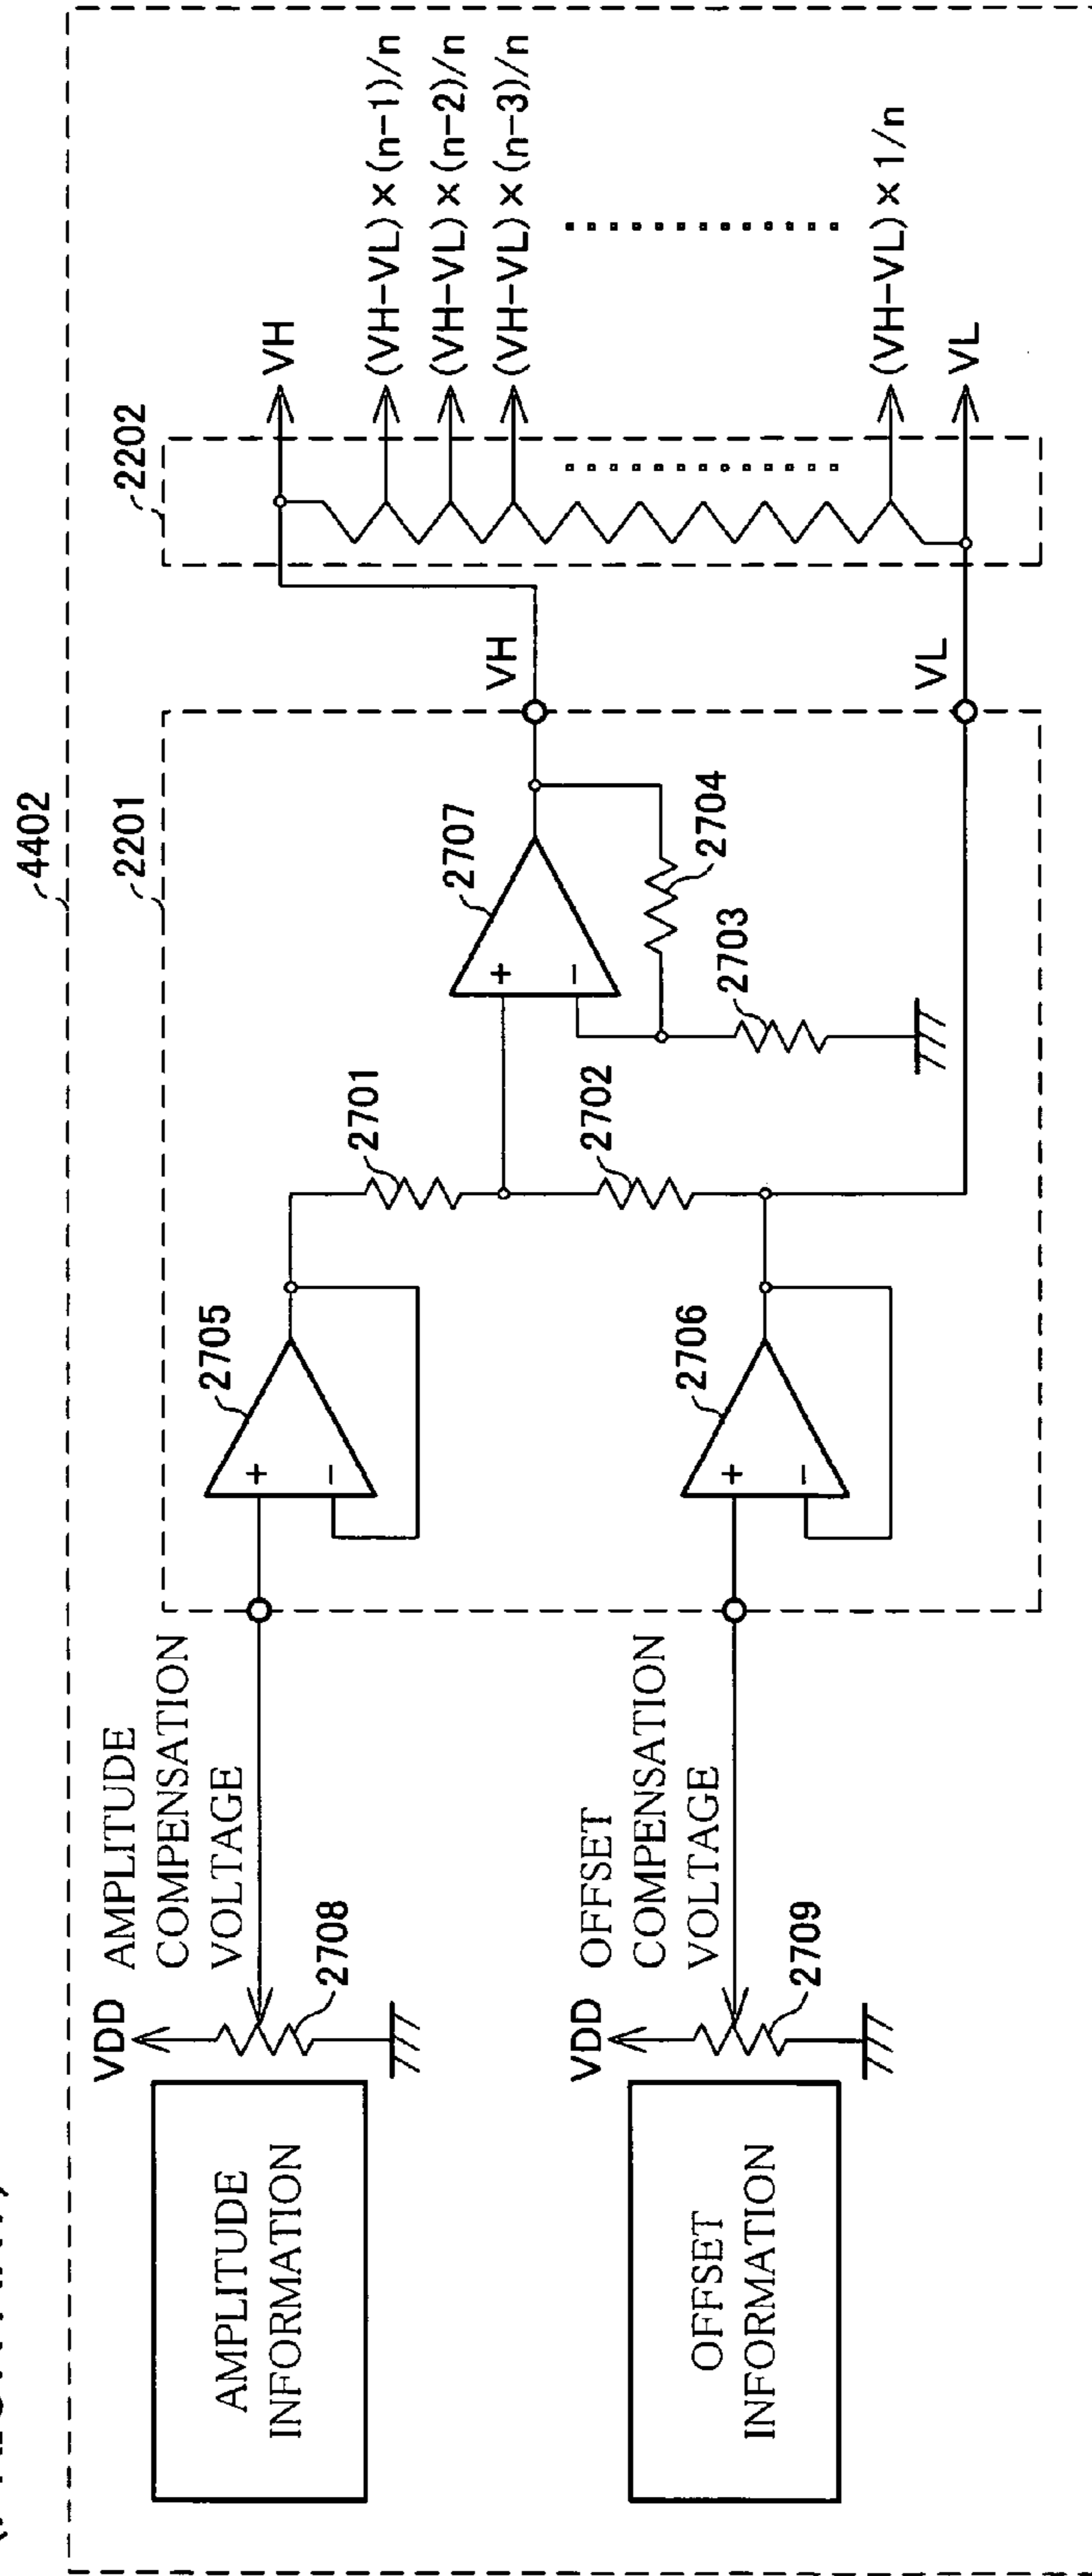 4402
2201
2202
AMPLITUDE
INFORMATION
VDD
2708
AMPLITUDE
COMPENSATION
VOLTAGE
+
−
2705
2701
2702
+
−
2707
2704
2703
VH
VH
(VH-VL)×(n-1)/n
(VH-VL)×(n-2)/n
(VH-VL)×(n-3)/n
(VH-VL)×1/n
VL
VL
OFFSET
INFORMATION
VDD
2709
OFFSET
COMPENSATION
VOLTAGE
+
−
2706